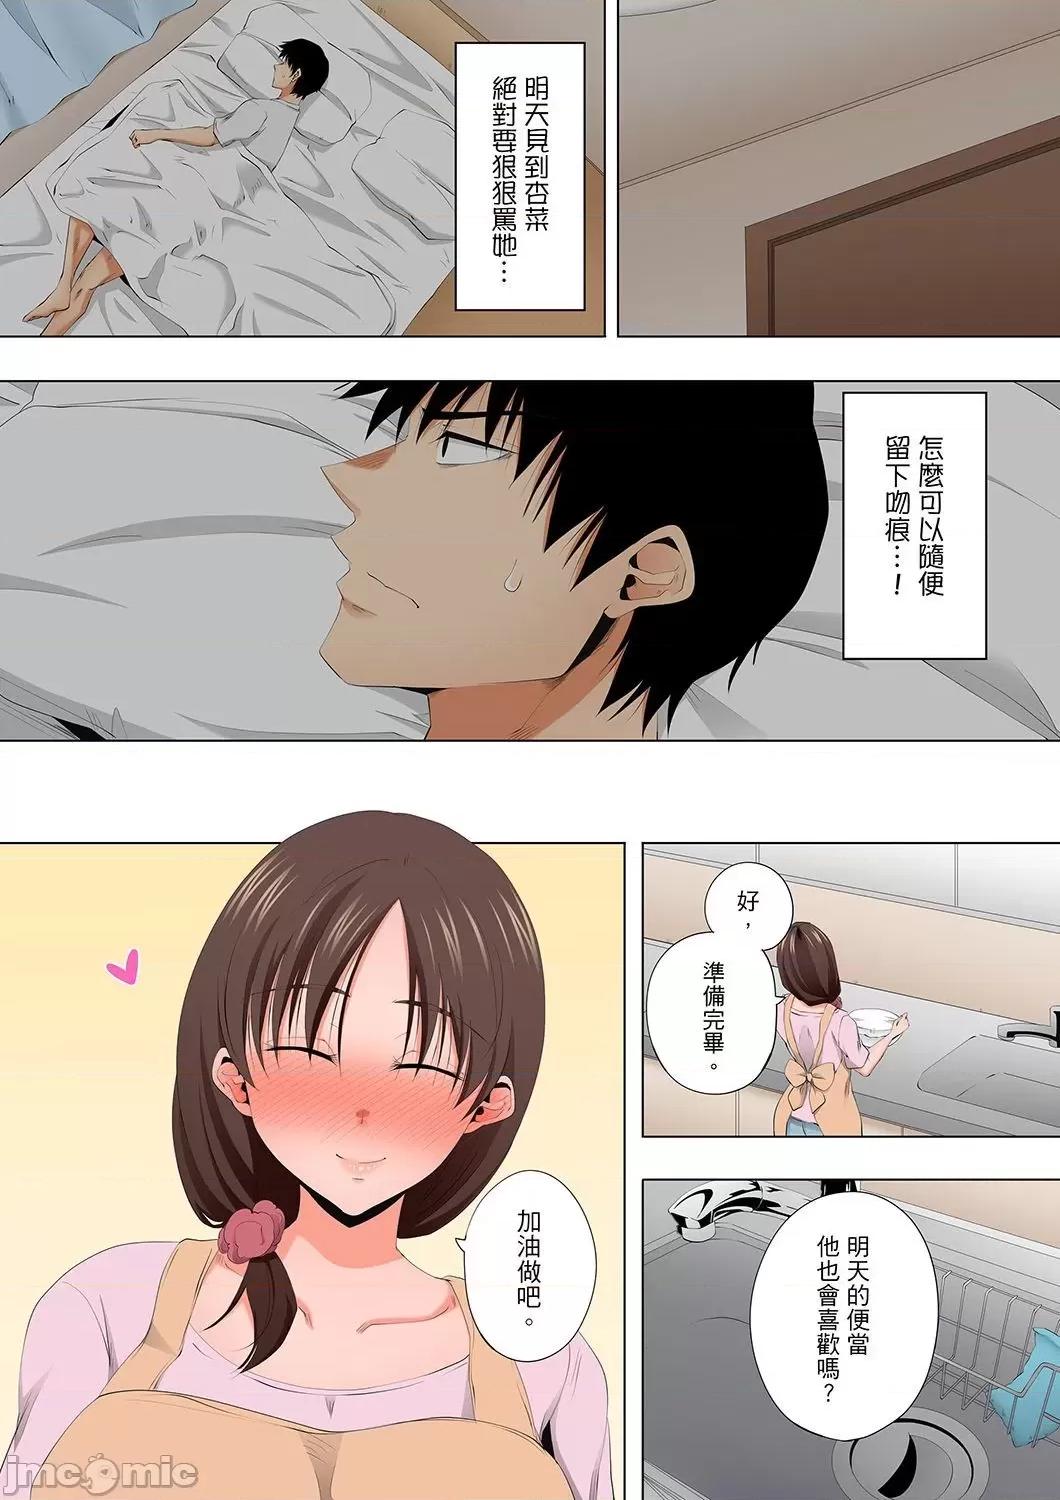 明天見到杏菜
絕對要狠狠罵她…
怎麼可以隨便
留下吻痕…！
好，
準備完畢。
明天的便當
他也會喜歡嗎？
加油做吧。
jmcomic